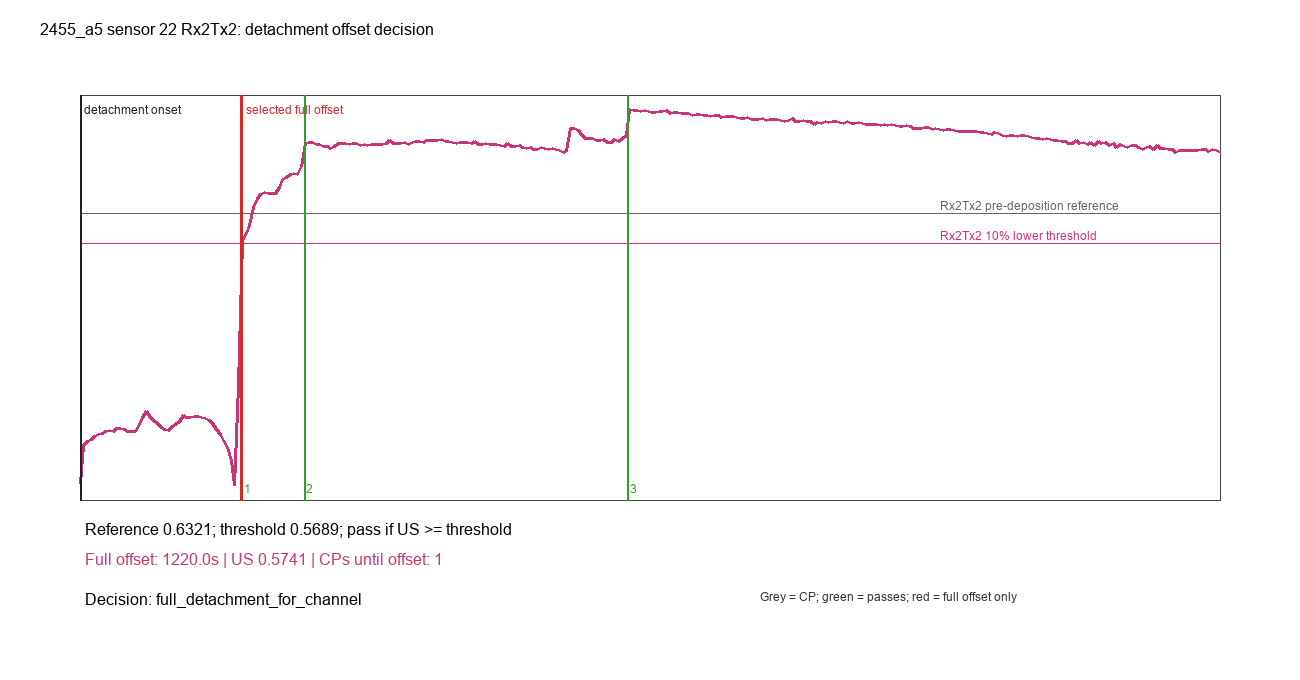 2455_a5 sensor 22 Rx2Tx2: detachment offset decision
detachment onset
selected full offset
Rx2Tx2 pre-deposition reference
Rx2Tx2 10% lower threshold
1
2
3
Reference 0.6321; threshold 0.5689; pass if US >= threshold
Full offset: 1220.0s | US 0.5741 | CPs until offset: 1
Decision: full_detachment_for_channel
Grey = CP; green = passes; red = full offset only